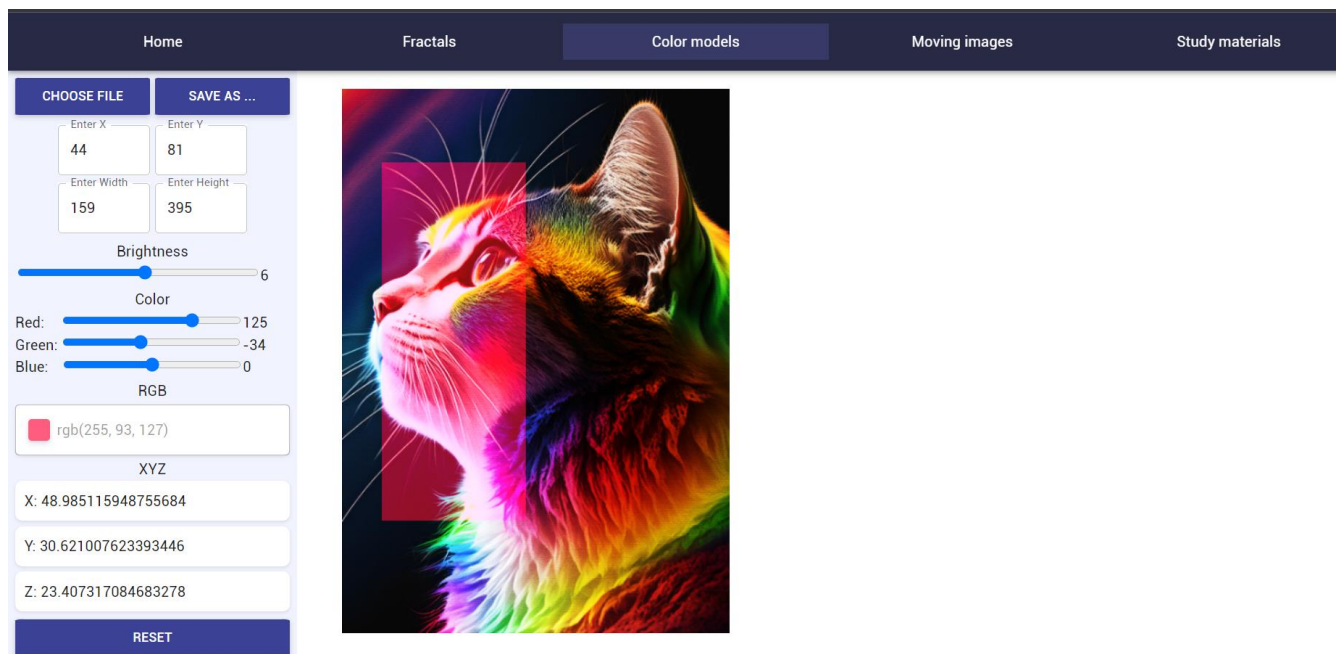 Home Fractals Color models Moving images Study materials
CHOOSE FILE SAVE AS ...
Enter X Enter Y
44 81
Enter Width Enter Height
159 395
Brightness
6
Color
Red: 125
Green: -34
Blue: 0
RGB
rgb(255, 93, 127)
XYZ
X: 48.985115948755684
Y: 30.621007623393446
Z: 23.407317084683278
RESET